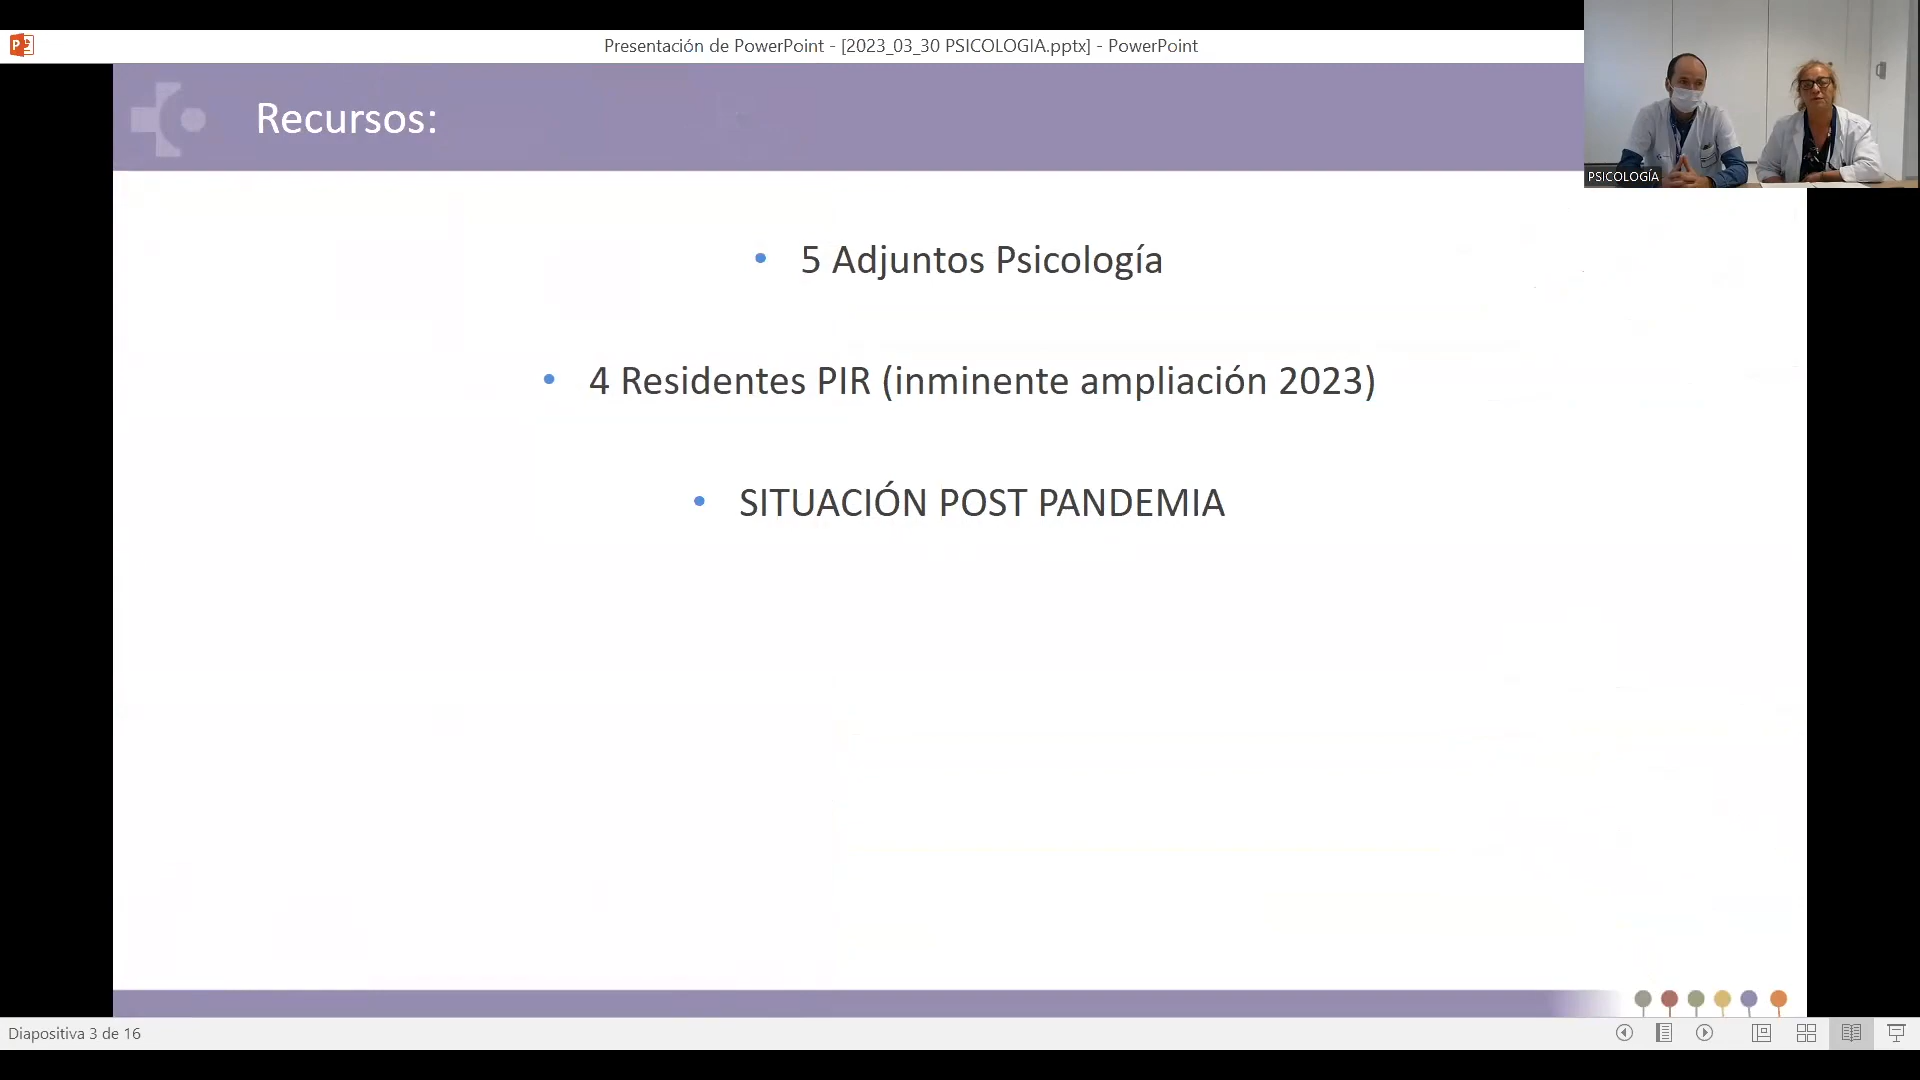 Presentación de PowerPoint - [2023_03_30 PSICOLOGIA.pptx] - PowerPoint
Recursos:
PSICOLOGÍA
• 5 Adjuntos Psicología
• 4 Residentes PIR (inminente ampliación 2023)
• SITUACIÓN POST PANDEMIA
Diapositiva 3 de 16